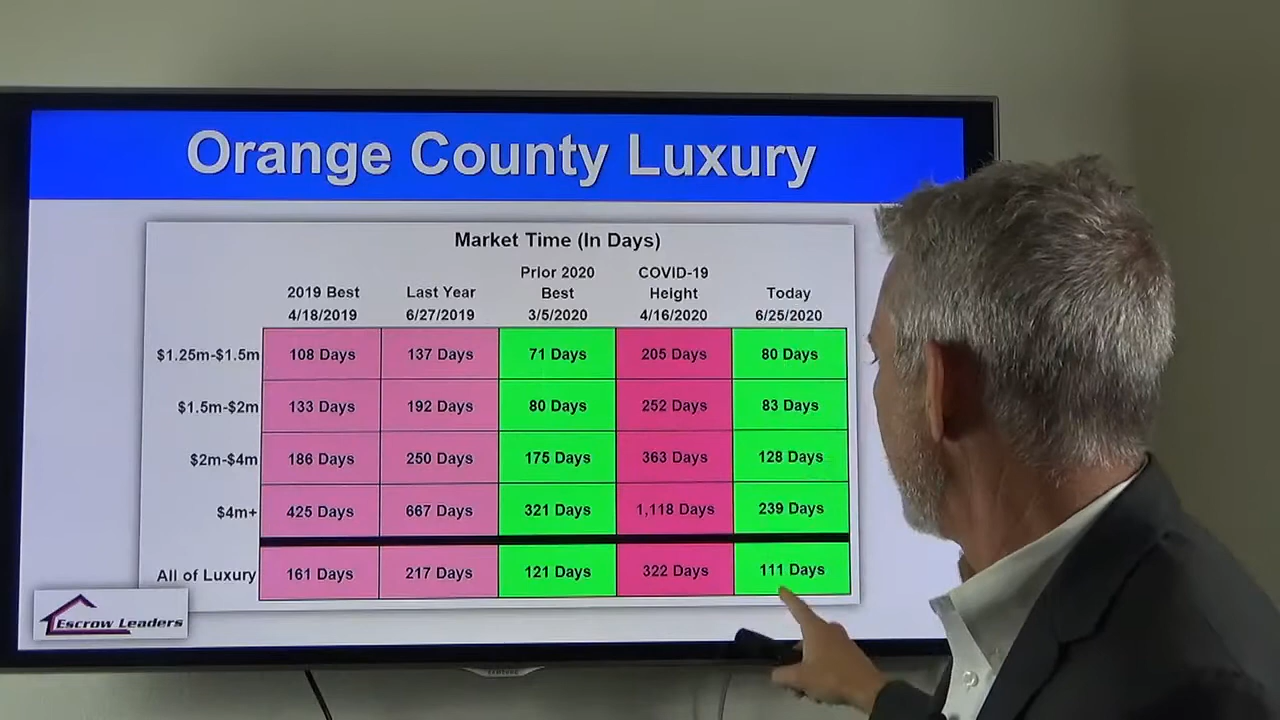 Orange County Luxury
Market Time (In Days)
2019 Best
4/18/2019
Last Year
6/27/2019
Prior 2020
Best
3/5/2020
COVID-19
Height
4/16/2020
Today
6/25/2020
$1.25m-$1.5m 108 Days 137 Days 71 Days 205 Days 80 Days
$1.5m-$2m 133 Days 192 Days 80 Days 252 Days 83 Days
$2m-$4m 186 Days 250 Days 175 Days 363 Days 128 Days
$4m+ 425 Days 667 Days 321 Days 1,118 Days 239 Days
All of Luxury 161 Days 217 Days 121 Days 322 Days 111 Days
Escrow Leaders